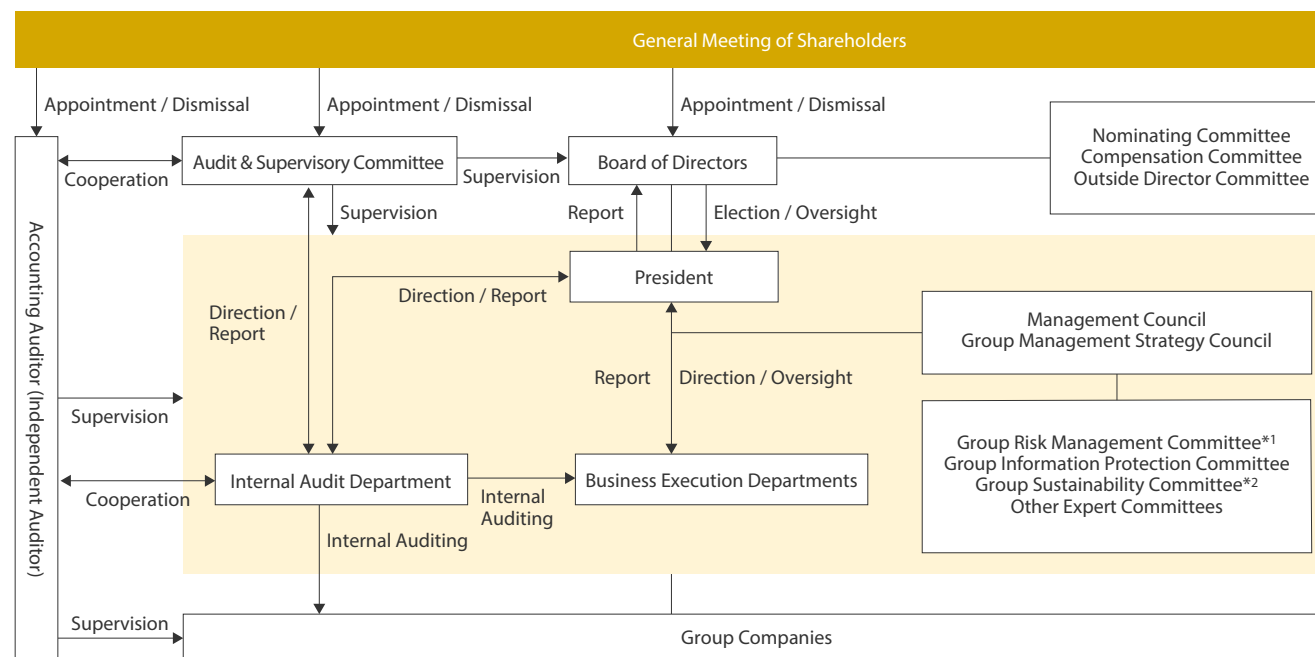 General Meeting of Shareholders
Appointment / Dismissal
Appointment / Dismissal
Appointment / Dismissal
Nominating Committee
Compensation Committee
Outside Director Committee
Audit & Supervisory Committee
Board of Directors
Cooperation
Supervision
Supervision
Report
Election / Oversight
Accounting Auditor (Independent Auditor)
President
Direction / Report
Direction /
Report
Management Council
Group Management Strategy Council
Report
Direction / Oversight
Supervision
Group Risk Management Committee*1
Group Information Protection Committee
Group Sustainability Committee*2
Other Expert Committees
Internal Audit Department
Business Execution Departments
Cooperation
Internal
Auditing
Internal Auditing
Supervision
Group Companies